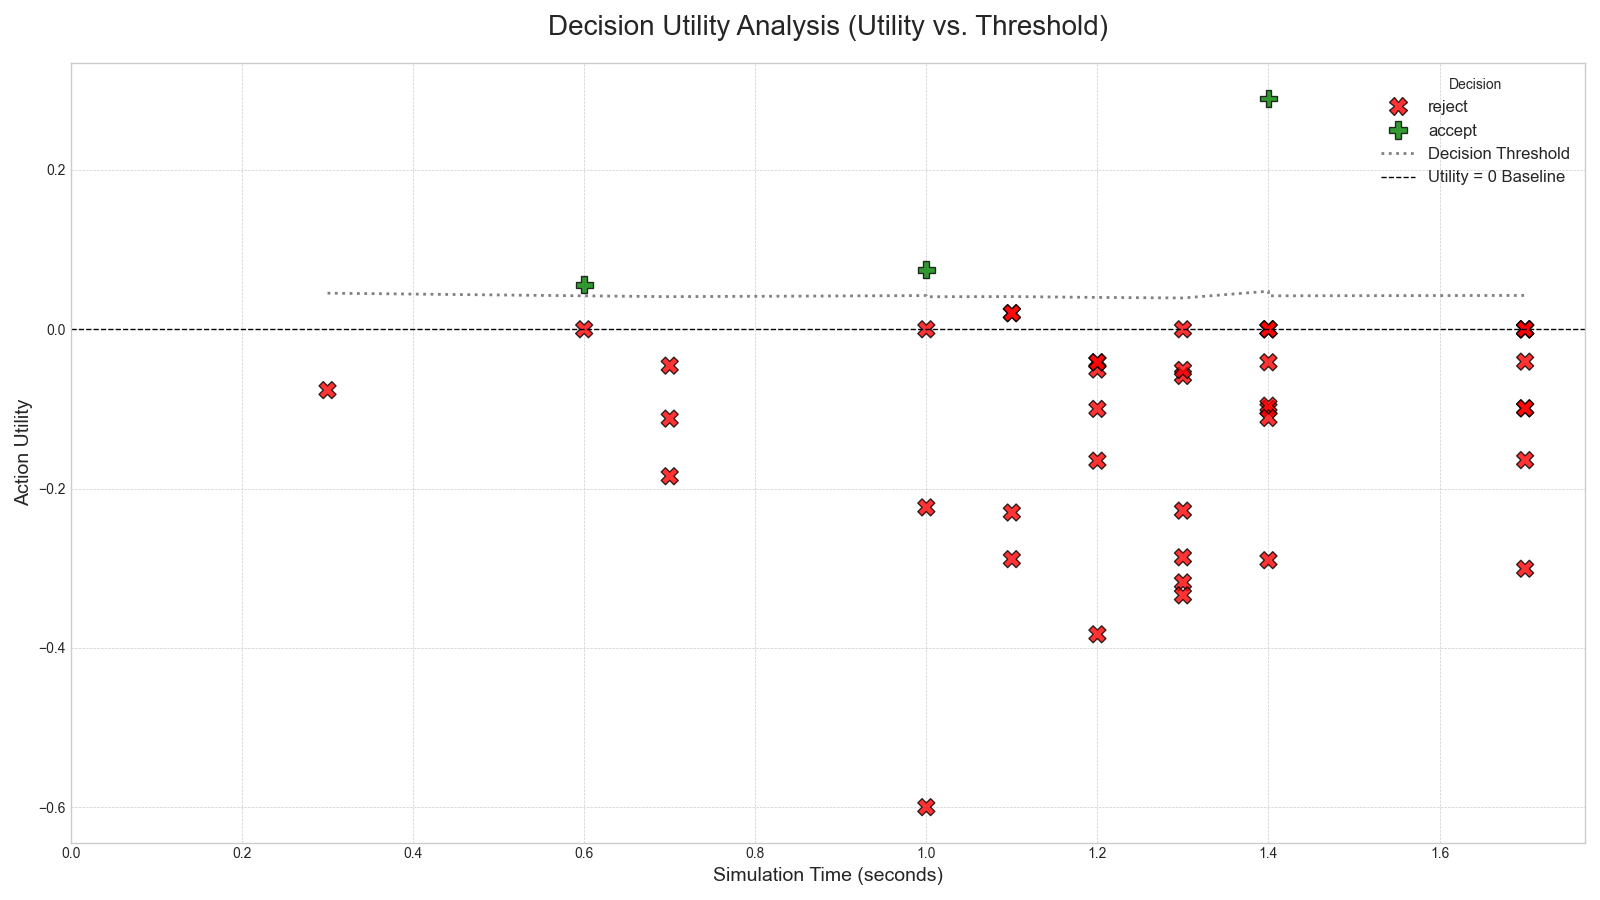 Decision Utility Analysis (Utility vs. Threshold)
Decision
reject
accept
Decision Threshold
Utility = 0 Baseline
Action Utility
0.2
0.0
−0.2
−0.4
−0.6
0.0 0.2 0.4 0.6 0.8 1.0 1.2 1.4 1.6
Simulation Time (seconds)